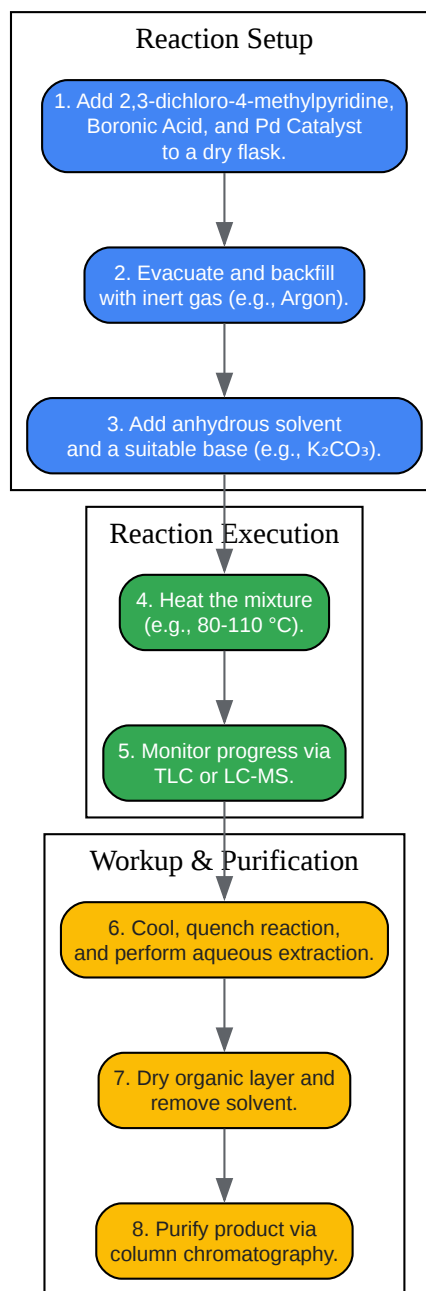 Reaction Setup
1. Add 2,3-dichloro-4-methylpyridine,
Boronic Acid, and Pd Catalyst
to a dry flask.
2. Evacuate and backfill
with inert gas (e.g., Argon).
3. Add anhydrous solvent
and a suitable base (e.g., K₂CO₃).
Reaction Execution
4. Heat the mixture
(e.g., 80-110 °C).
5. Monitor progress via
TLC or LC-MS.
Workup & Purification
6. Cool, quench reaction,
and perform aqueous extraction.
7. Dry organic layer and
remove solvent.
8. Purify product via
column chromatography.